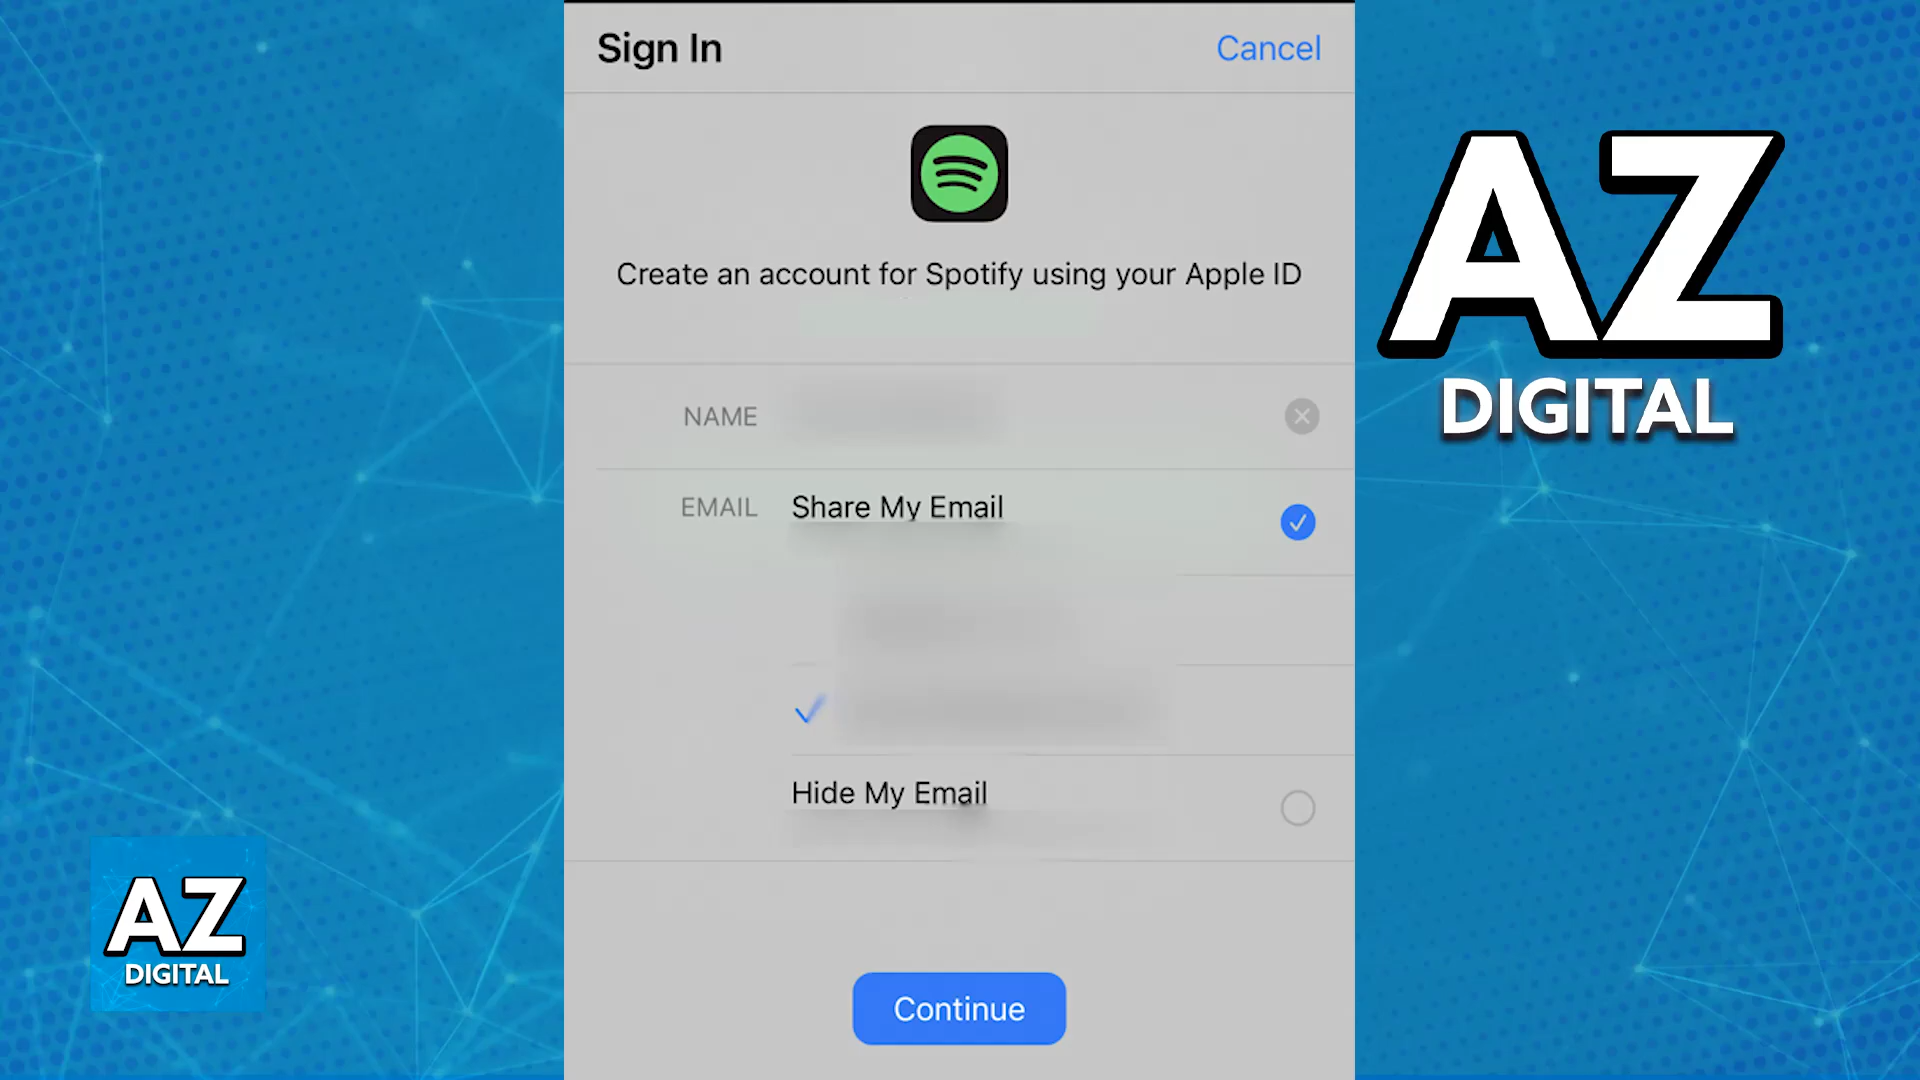 Sign In
Cancel
Create an account for Spotify using your Apple ID
NAME
EMAIL
Share My Email
Hide My Email
Continue
AZ
DIGITAL
AZ
DIGITAL